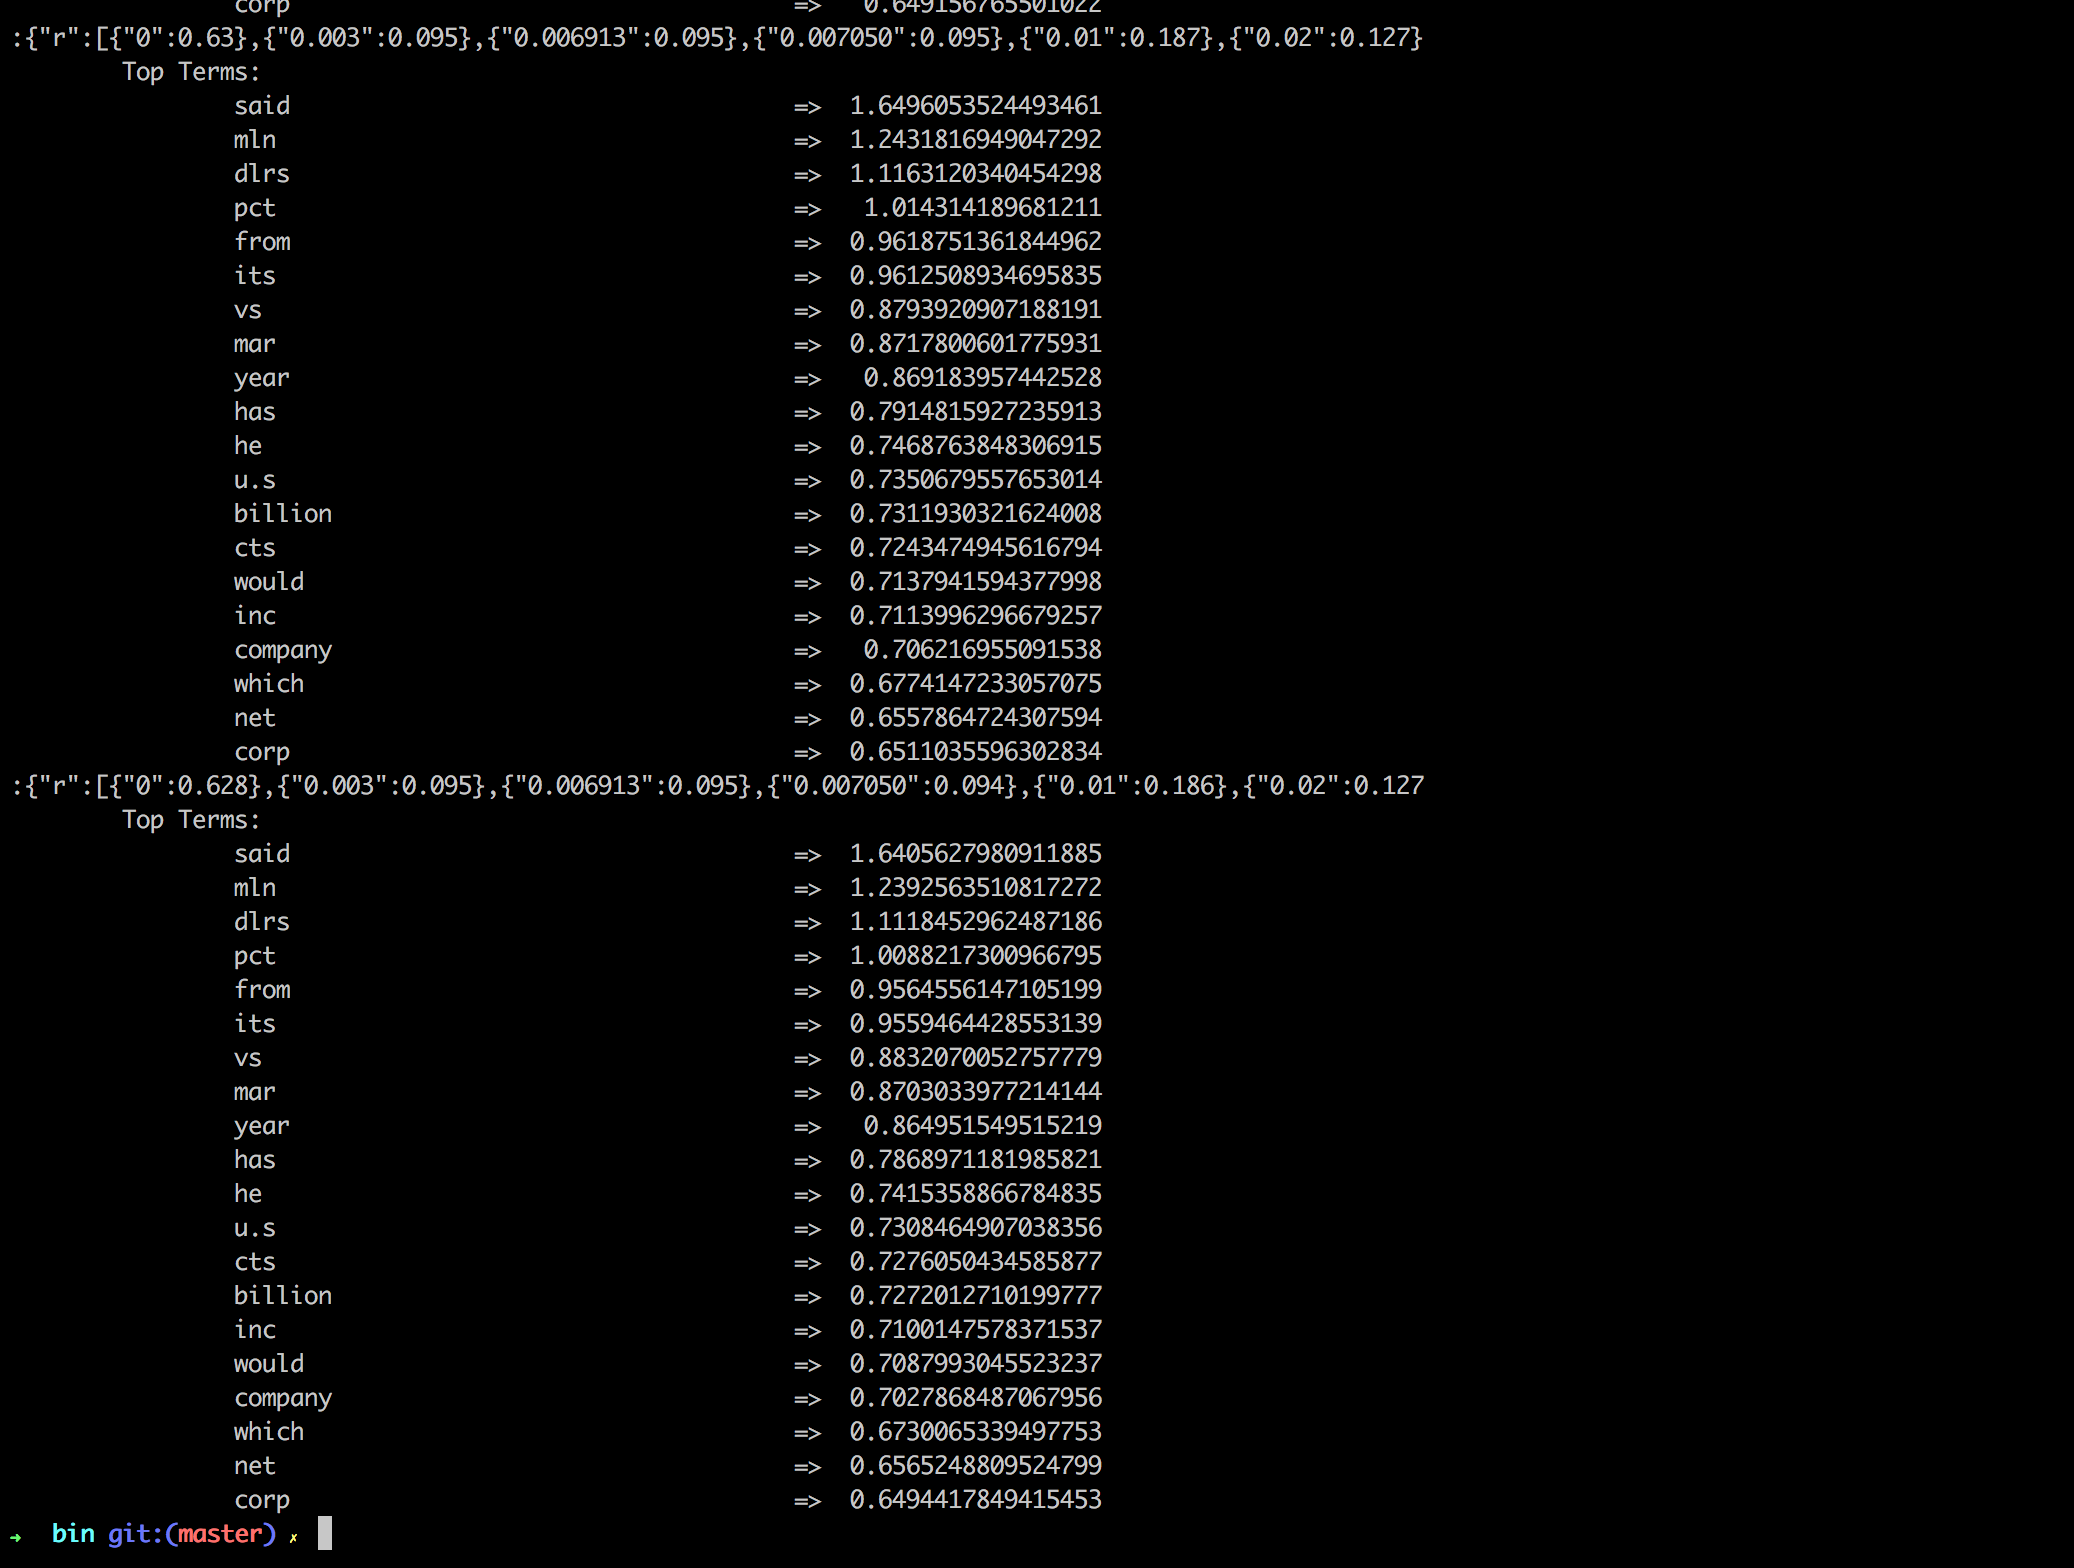 corp => 0.649156765501022
:{"r":[{"0":0.63},{"0.003":0.095},{"0.006913":0.095},{"0.007050":0.095},{"0.01":0.187},{"0.02":0.127}
Top Terms:
said => 1.6496053524493461
mln => 1.2431816949047292
dlrs => 1.1163120340454298
pct => 1.014314189681211
from => 0.9618751361844962
its => 0.9612508934695835
vs => 0.8793920907188191
mar => 0.8717800601775931
year => 0.869183957442528
has => 0.7914815927235913
he => 0.7468763848306915
u.s => 0.7350679557653014
billion => 0.7311930321624008
cts => 0.7243474945616794
would => 0.7137941594377998
inc => 0.7113996296679257
company => 0.706216955091538
which => 0.6774147233057075
net => 0.6557864724307594
corp => 0.6511035596302834
:{"r":[{"0":0.628},{"0.003":0.095},{"0.006913":0.095},{"0.007050":0.094},{"0.01":0.186},{"0.02":0.127
Top Terms:
said => 1.6405627980911885
mln => 1.2392563510817272
dlrs => 1.1118452962487186
pct => 1.0088217300966795
from => 0.9564556147105199
its => 0.9559464428553139
vs => 0.8832070052757779
mar => 0.8703033977214144
year => 0.864951549515219
has => 0.7868971181985821
he => 0.7415358866784835
u.s => 0.7308464907038356
cts => 0.7276050434585877
billion => 0.7272012710199777
inc => 0.7100147578371537
would => 0.7087993045523237
company => 0.7027868487067956
which => 0.6730065339497753
net => 0.6565248809524799
corp => 0.6494417849415453
➜ bin git:(master) ✗